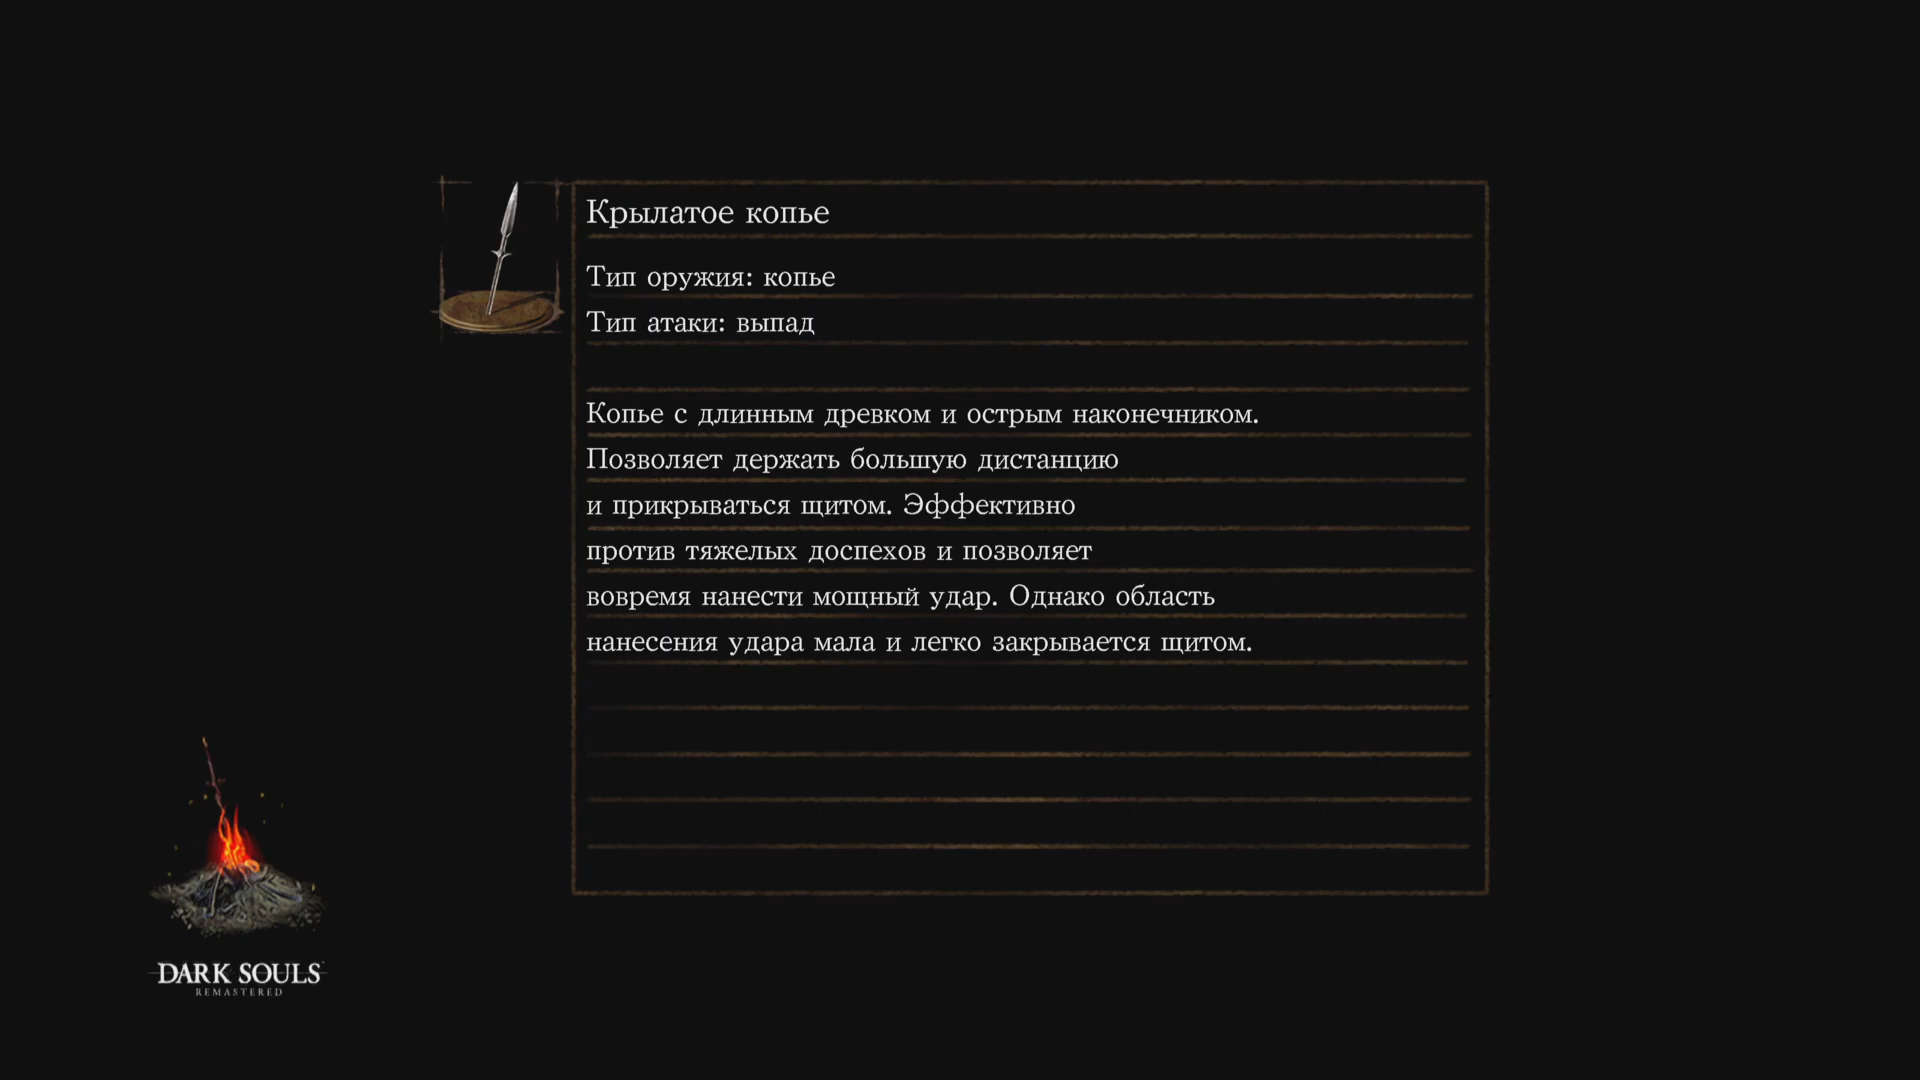 Крылатое копье
Тип оружия: копье
Тип атаки: выпад
Копье с длинным древком и острым наконечником.
Позволяет держать большую дистанцию
и прикрываться щитом. Эффективно
против тяжелых доспехов и позволяет
вовремя нанести мощный удар. Однако область
нанесения удара мала и легко закрывается щитом.
DARK SOULS
REMASTERED